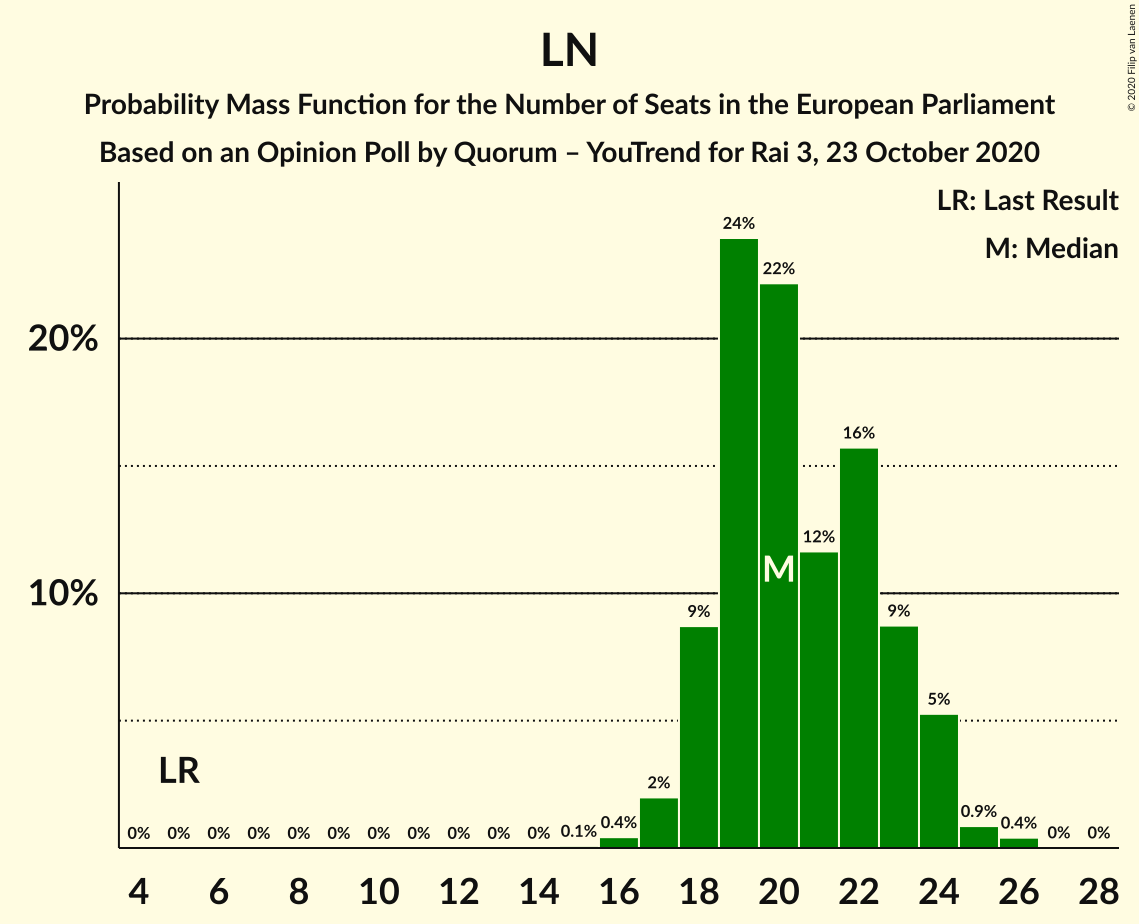 © 2020 Filip van Laenen
LN
Probability Mass Function for the Number of Seats in the European Parliament
Based on an Opinion Poll by Quorum – YouTrend for Rai 3, 23 October 2020
LR: Last Result
M: Median
20%
10%
24%
22%
16%
12%
9%
9%
5%
2%
0.9%
0.4%
0.4%
0.1%
0% 0% 0% 0% 0% 0% 0% 0% 0% 0% 0% 0% 0%
M
LR
4 6 8 10 12 14 16 18 20 22 24 26 28